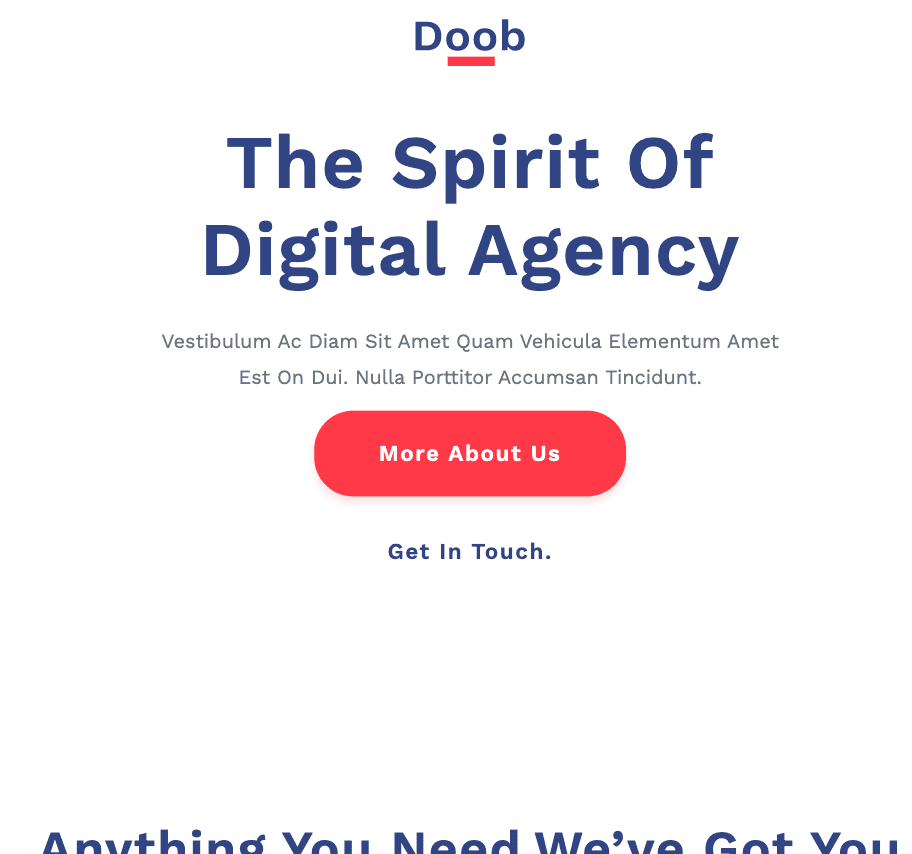 Doob
The Spirit Of
Digital Agency
Vestibulum Ac Diam Sit Amet Quam Vehicula Elementum Amet
Est On Dui. Nulla Porttitor Accumsan Tincidunt.
More About Us
Get In Touch.
Anything You Need We’ve Got You